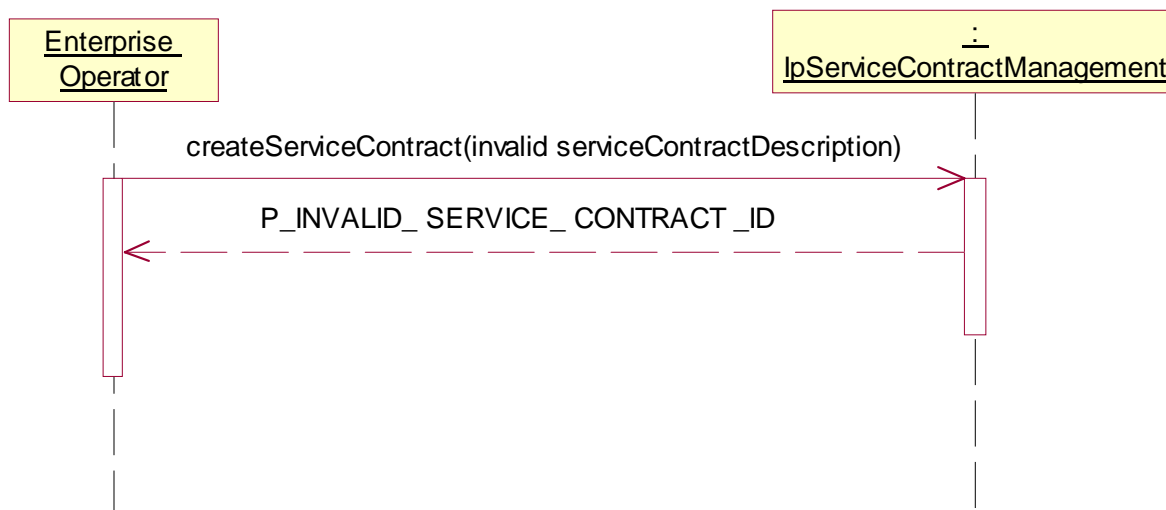 Enterprise
Operator
:
IpServiceContractManagement
createServiceContract(invalid serviceContractDescription)
P_INVALID_ SERVICE_ CONTRACT _ID